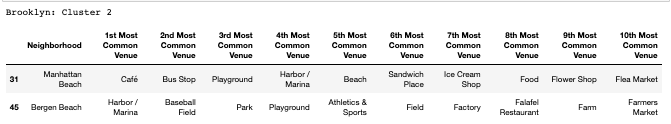 Brooklyn: Cluster 2
Neighborhood 1st Most Common Venue 2nd Most Common Venue 3rd Most Common Venue 4th Most Common Venue 5th Most Common Venue 6th Most Common Venue 7th Most Common Venue 8th Most Common Venue 9th Most Common Venue 10th Most Common Venue
31 Manhattan Beach Café Bus Stop Playground Harbor / Marina Beach Sandwich Place Ice Cream Shop Food Flower Shop Flea Market
45 Bergen Beach Harbor / Marina Baseball Field Park Playground Athletics & Sports Field Factory Falafel Restaurant Farm Farmers Market